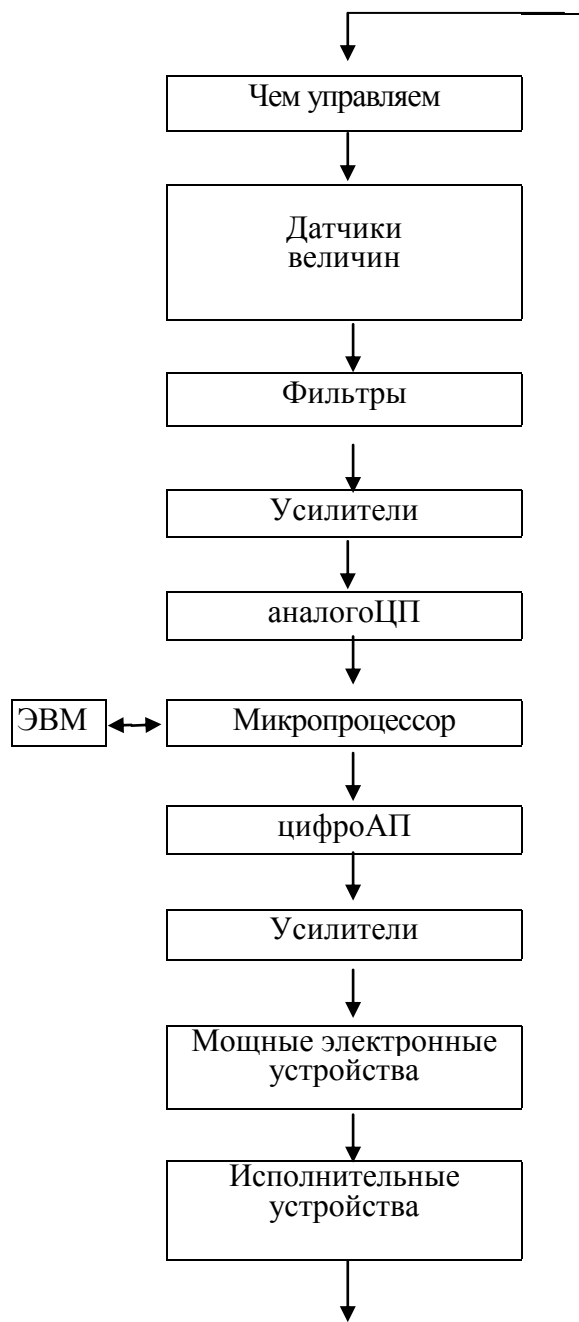 Чем управляем
Датчики
величин
Фильтры
Усилители
аналогоЦП
ЭВМ
Микропроцессор
цифроАП
Усилители
Мощные электронные
устройства
Исполнительные
устройства